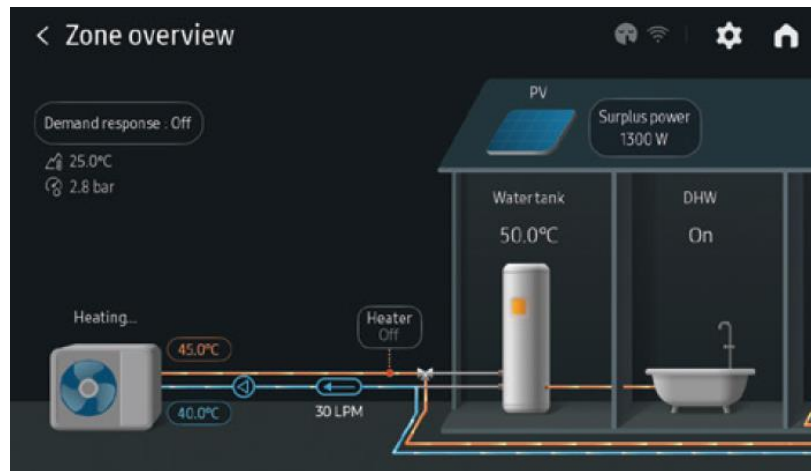 < Zone overview
Demand response : Off
25.0°C
2.8 bar
PV
Surplus power
1300 W
Water tank
50.0°C
DHW
On
Heating...
45.0°C
40.0°C
Heater
Off
30 LPM